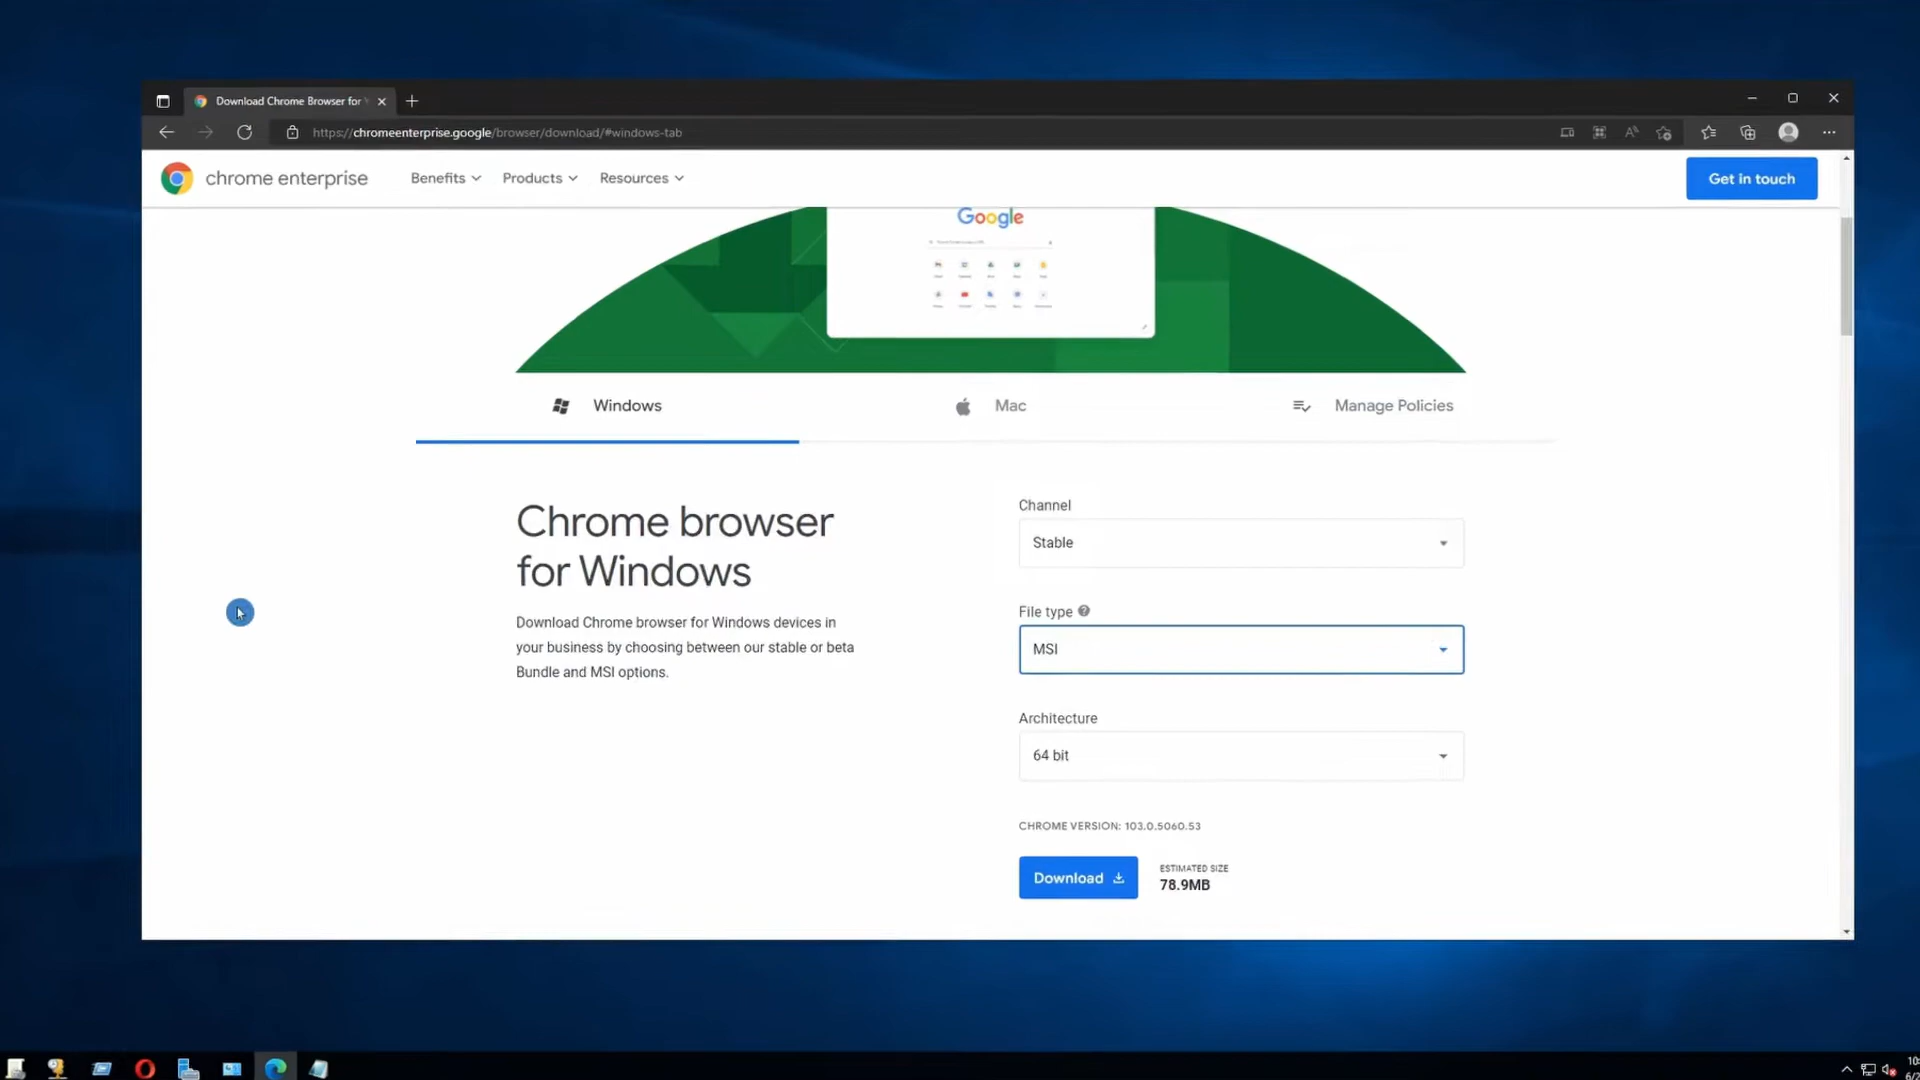 Download Chrome Browser for
https://chromeenterprise.google/browser/download/#windows-tab
chrome enterprise
Benefits
Products
Resources
Get in touch
Google
Windows
Mac
Manage Policies
Chrome browser
for Windows
Download Chrome browser for Windows devices in
your business by choosing between our stable or beta
Bundle and MSI options.
Channel
Stable
File type
MSI
Architecture
64 bit
CHROME VERSION: 103.0.5060.53
Download
ESTIMATED SIZE
78.9MB